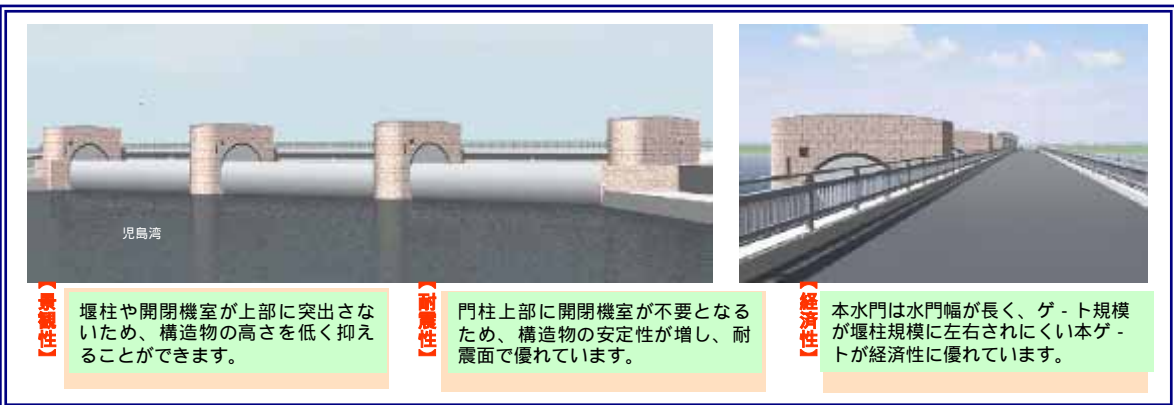 児島湾
【景観性】
堰柱や開閉機室が上部に突出さな
いため、構造物の高さを低く抑え
ることができます。
【耐震性】
門柱上部に開閉機室が不要となる
ため、構造物の安定性が増し、耐
震面で優れています。
【経済性】
本水門は水門幅が長く、ゲ‐ト規模
が堰柱規模に左右されにくい本ゲ‐
トが経済性に優れています。